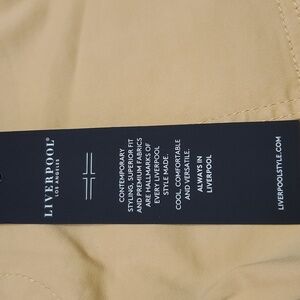 LIVERPOOL®
LOS ANGELES
CONTEMPORARY
STYLING, SUPERIOR FIT
AND PREMIUM FABRICS
ARE HALLMARKS OF
EVERY LIVERPOOL
STYLE MADE.
COOL, COMFORTABLE
AND VERSATILE.
ALWAYS IN
LIVERPOOL
LIVERPOOLSTYLE.COM